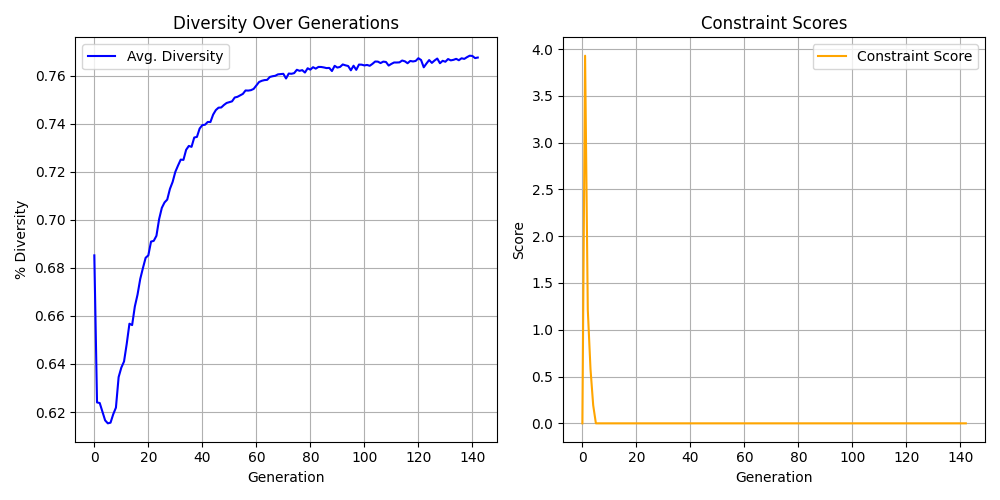 Diversity Over Generations
Avg. Diversity
% Diversity
0.76
0.74
0.72
0.70
0.68
0.66
0.64
0.62
0 20 40 60 80 100 120 140
Generation
Constraint Scores
Constraint Score
Score
4.0
3.5
3.0
2.5
2.0
1.5
1.0
0.5
0.0
0 20 40 60 80 100 120 140
Generation